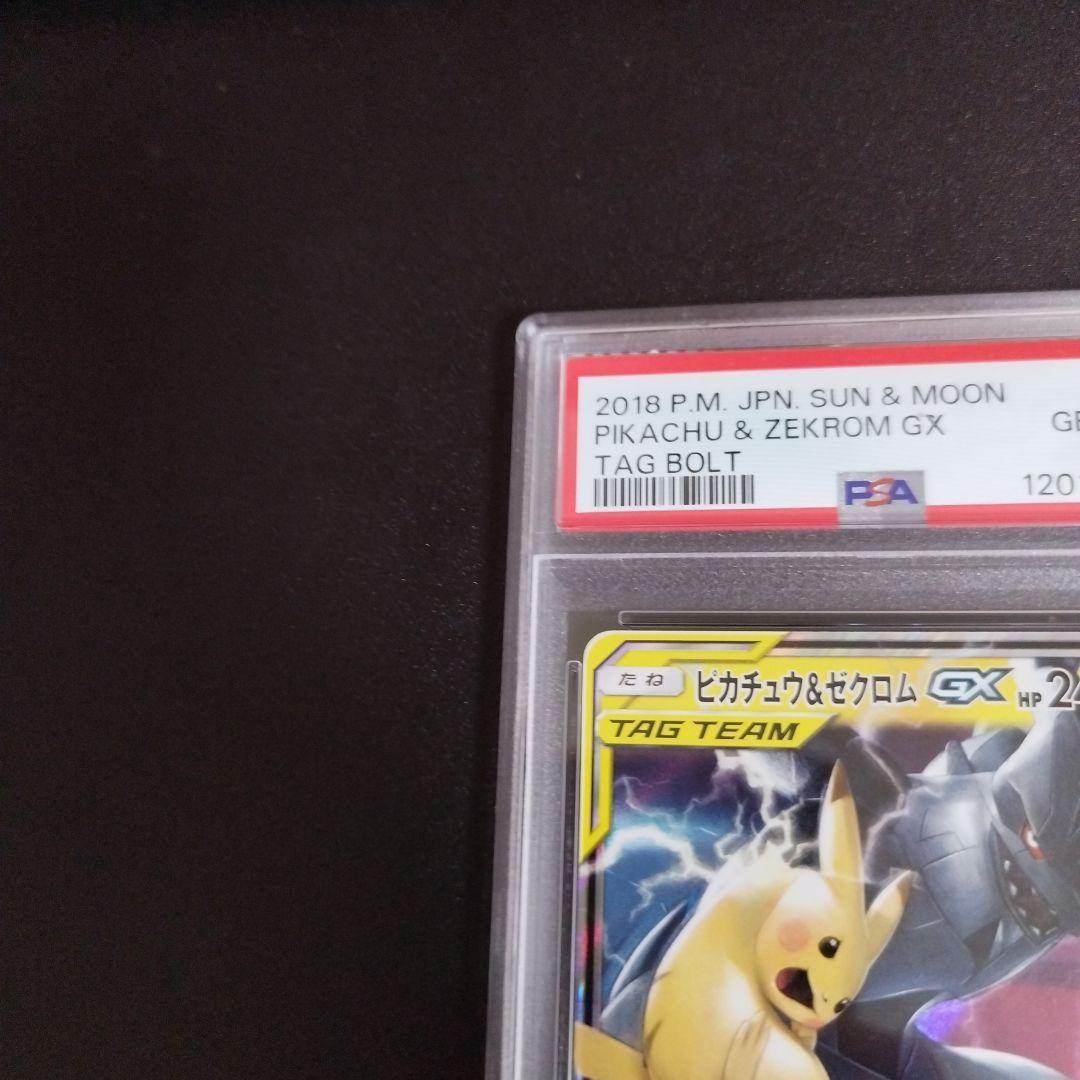 2018 P.M. JPN. SUN & MOON
PIKACHU & ZEKROM GX
TAG BOLT
PSA
たね ピカチュウ&ゼクロム GX HP
TAG TEAM